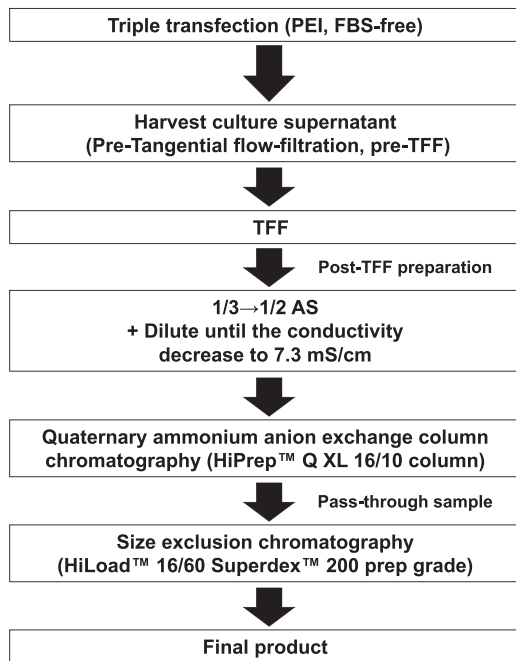 Triple transfection (PEI, FBS-free)
Harvest culture supernatant
(Pre-Tangential flow-filtration, pre-TFF)
TFF
Post-TFF preparation
1/3→1/2 AS
+ Dilute until the conductivity
decrease to 7.3 mS/cm
Quaternary ammonium anion exchange column
chromatography (HiPrep™ Q XL 16/10 column)
Pass-through sample
Size exclusion chromatography
(HiLoad™ 16/60 Superdex™ 200 prep grade)
Final product